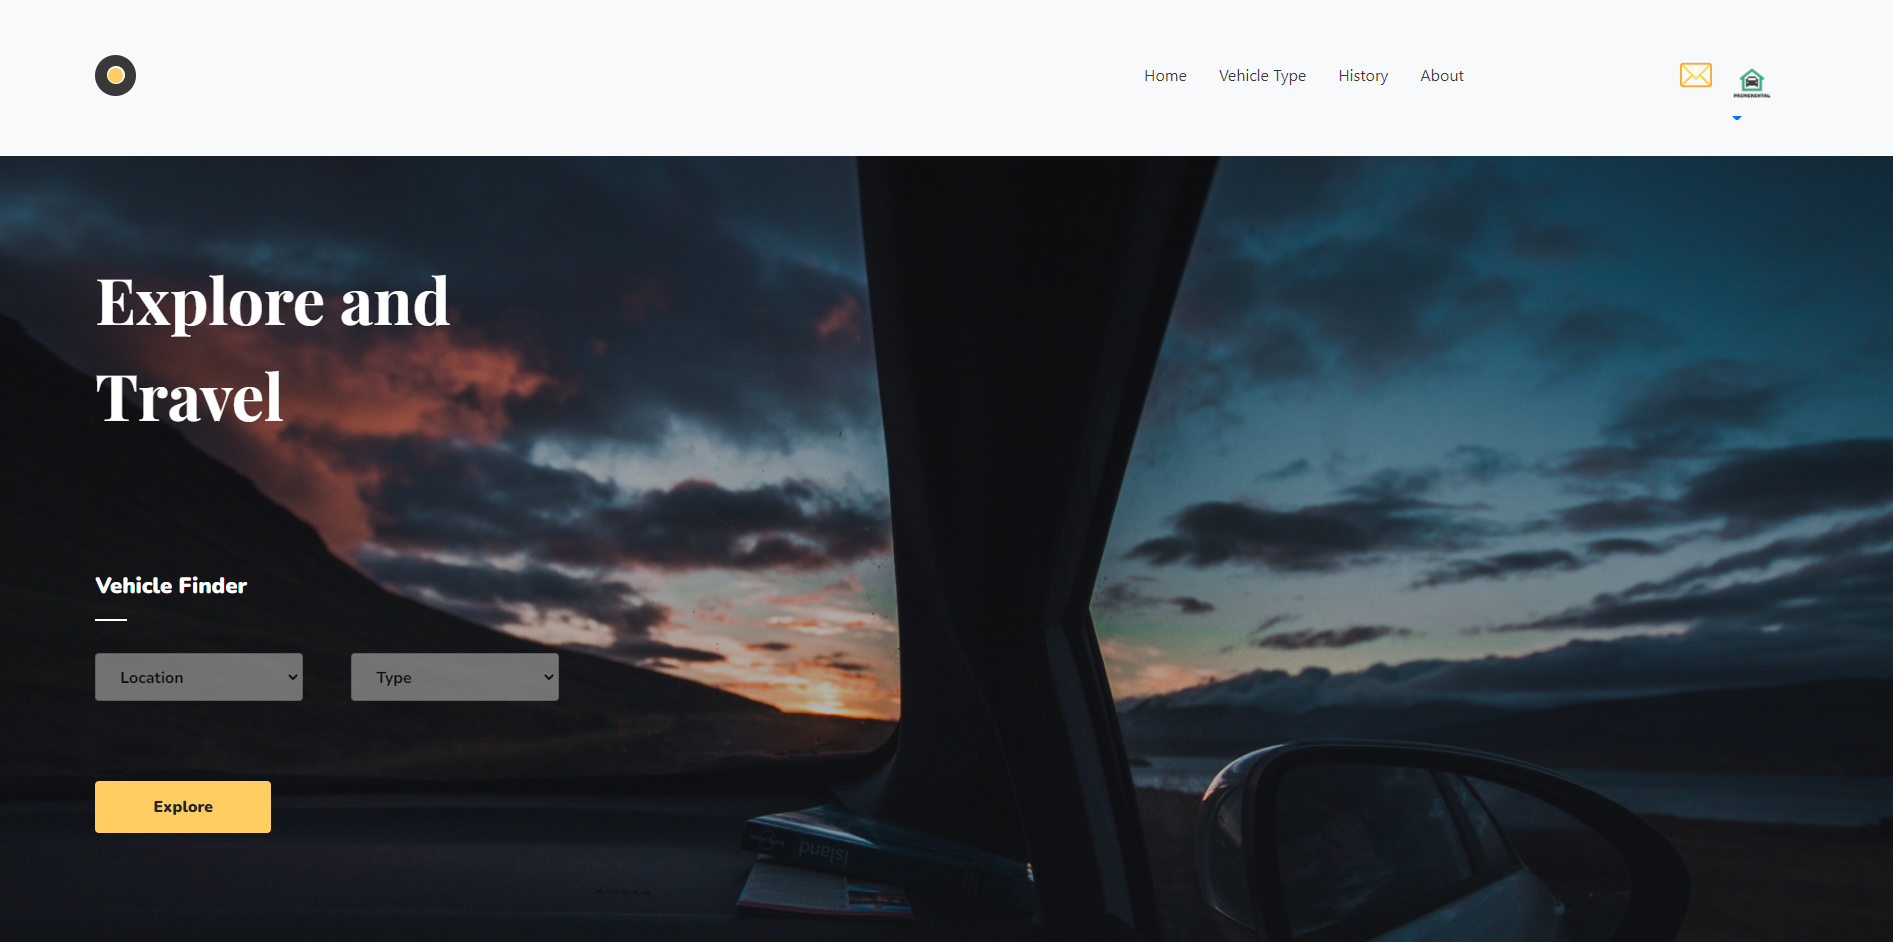 Home
Vehicle Type
History
About
PRIMERENTAL
Explore and
Travel
Vehicle Finder
Location
Type
Explore
Island